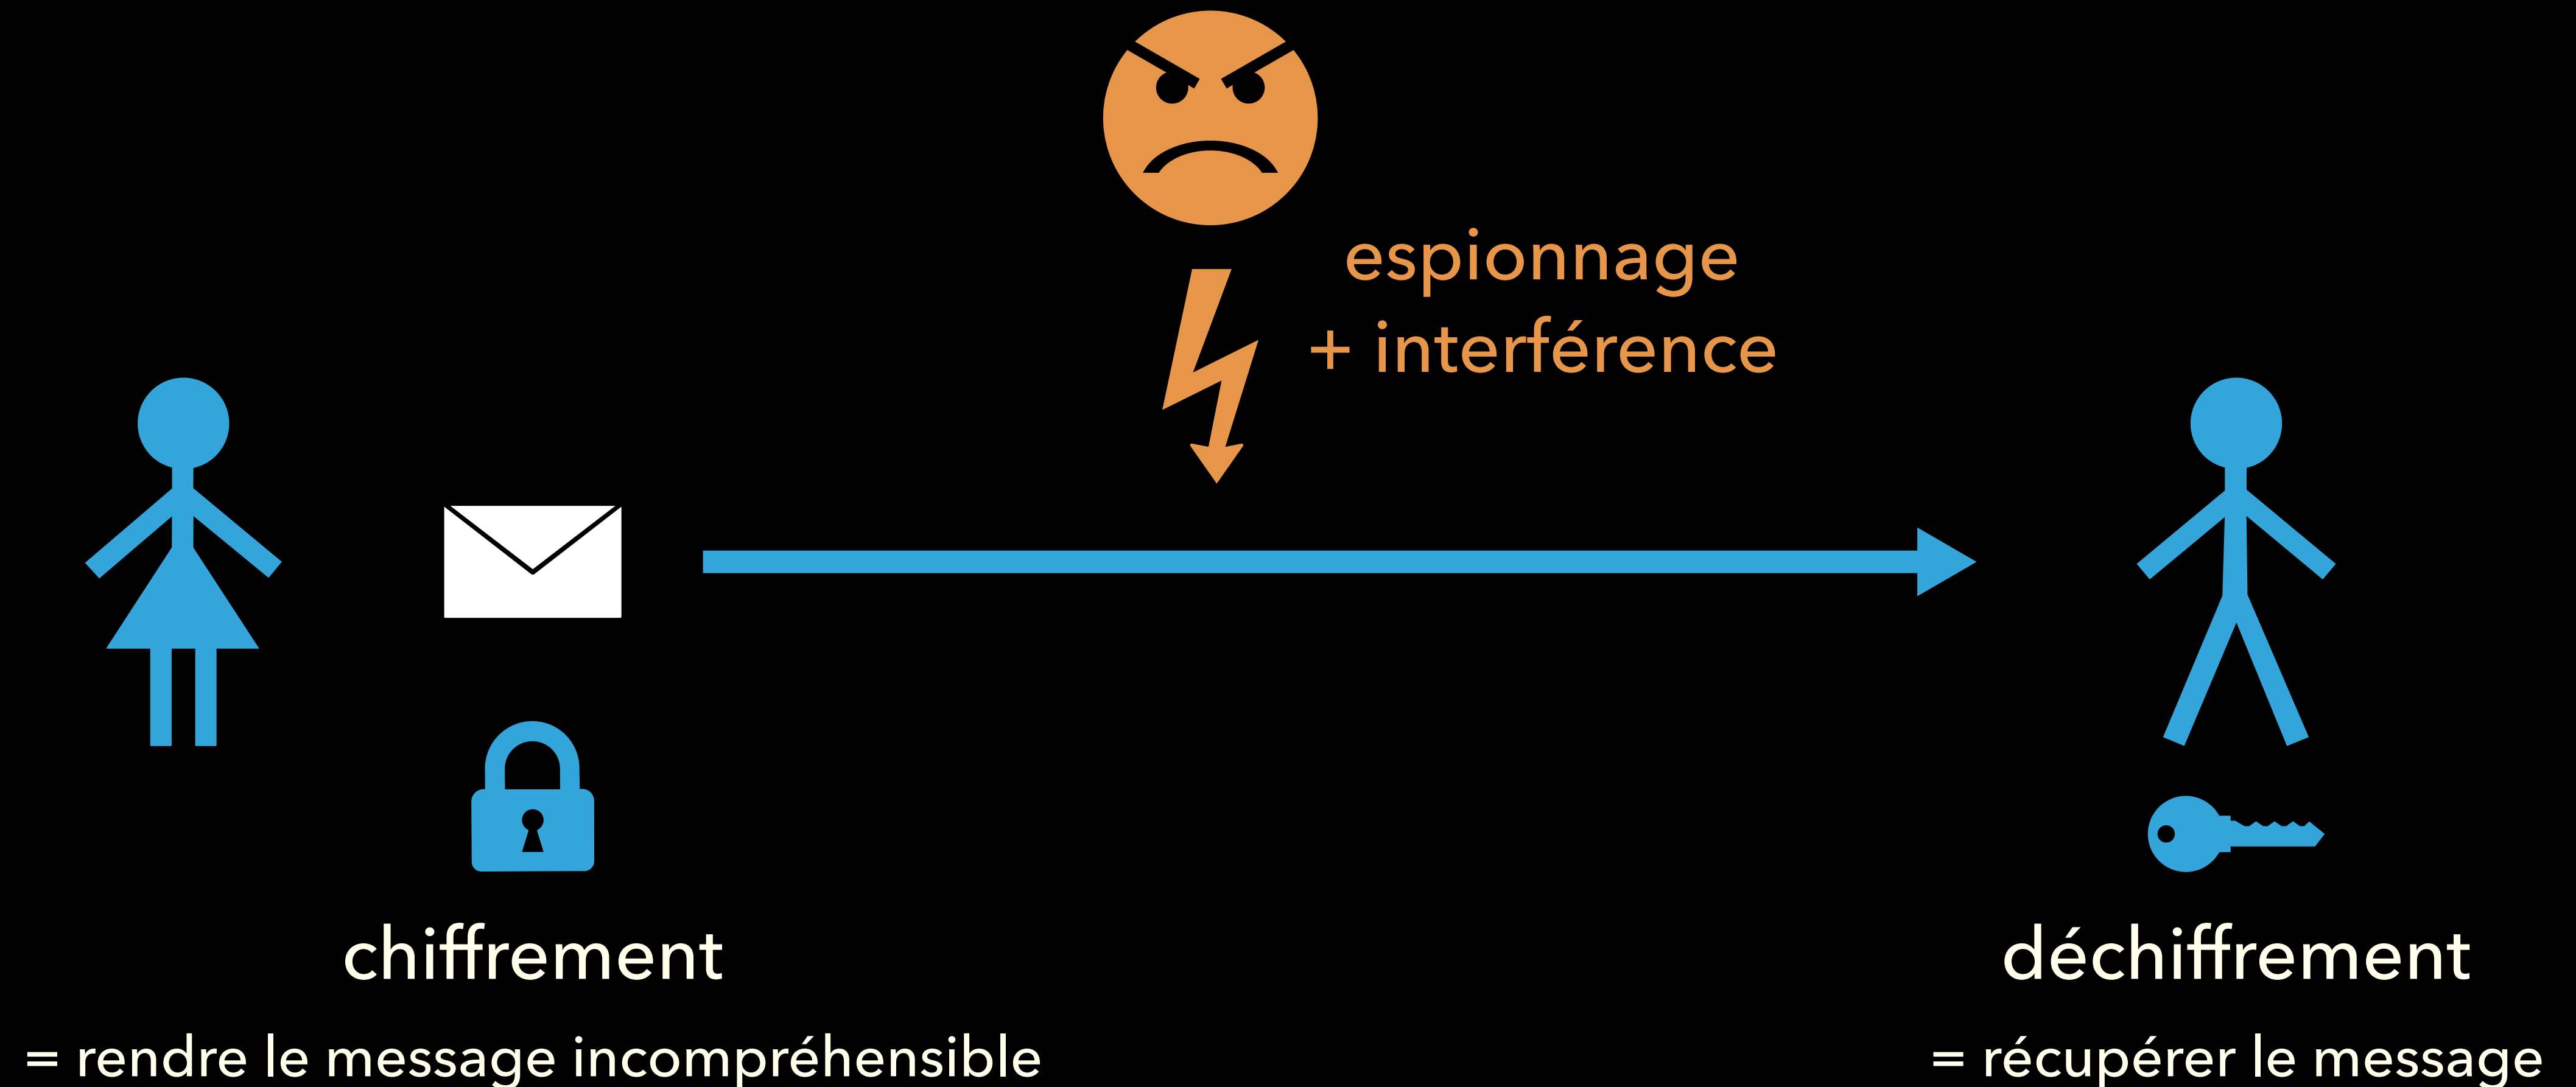 espionnage
+ interférence
chiffrement
= rendre le message incompréhensible
déchiffrement
= récupérer le message